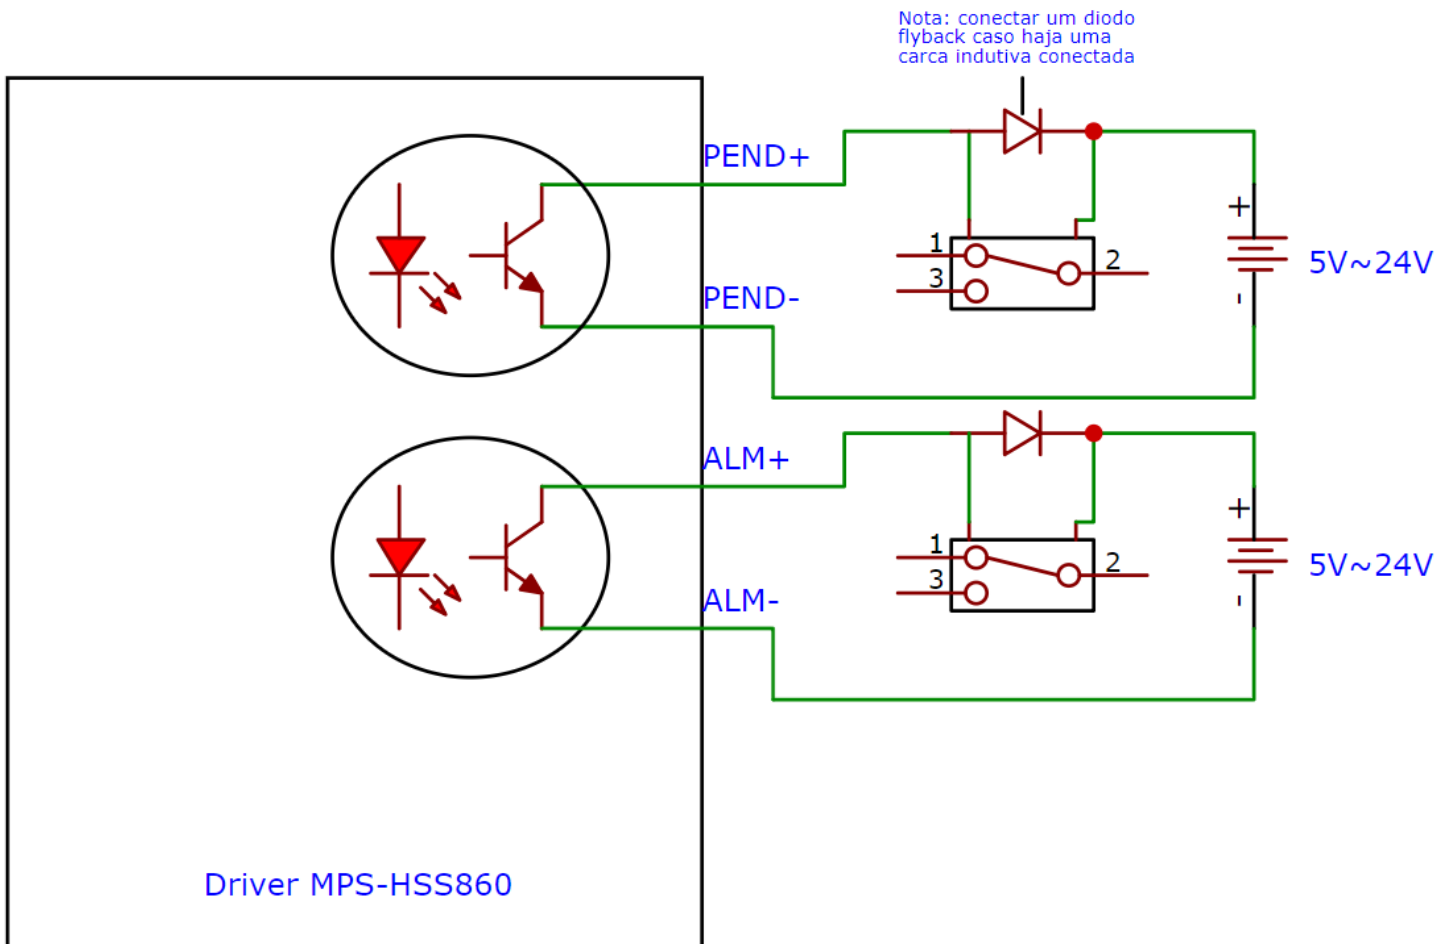 Nota: conectar um diodo
flyback caso haja uma
carca indutiva conectada
PEND+
+
1
2
3
5V~24V
PEND-
-
ALM+
+
1
2
3
5V~24V
ALM-
-
Driver MPS-HSS860